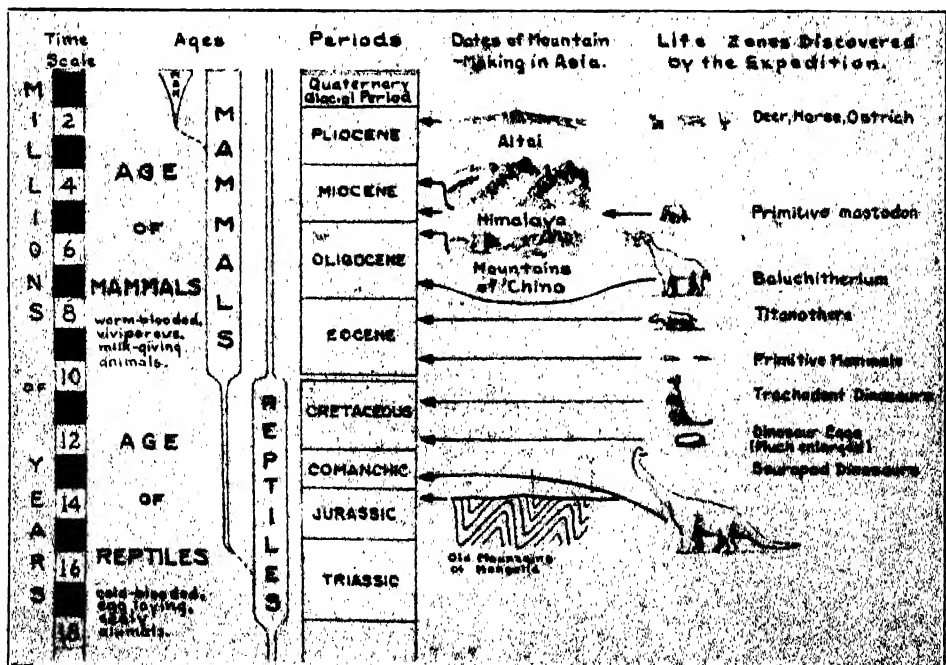 Time Scale
Ages
Periods
Dates of Mountain
-Making in Asia.
Life Zones Discovered
by the Expedition.
MILLIONS OF YEARS
2
4
6
8
10
12
14
16
18
MAN
AGE
OF
MAMMALS
warm-blooded,
viviparous,
milk-giving
animals.
AGE
OF
REPTILES
cold-blooded,
egg laying,
scaly
animals.
MAMMALS
REPTILES
Quaternary
Glacial Period
PLIOCENE
MIOCENE
OLIGOCENE
EOCENE
CRETACEOUS
COMANCHIC
JURASSIC
TRIASSIC
Altai
Himalaya
Mountains
of China
Old Mountains
of Mongolia
Deer, Horse, Ostrich
Primitive mastodon
Baluchitherium
Titanothere
Primitive Mammals
Trachodont Dinosaurs
Dinosaur Eggs
(Much enlarged)
Sauropod Dinosaurs